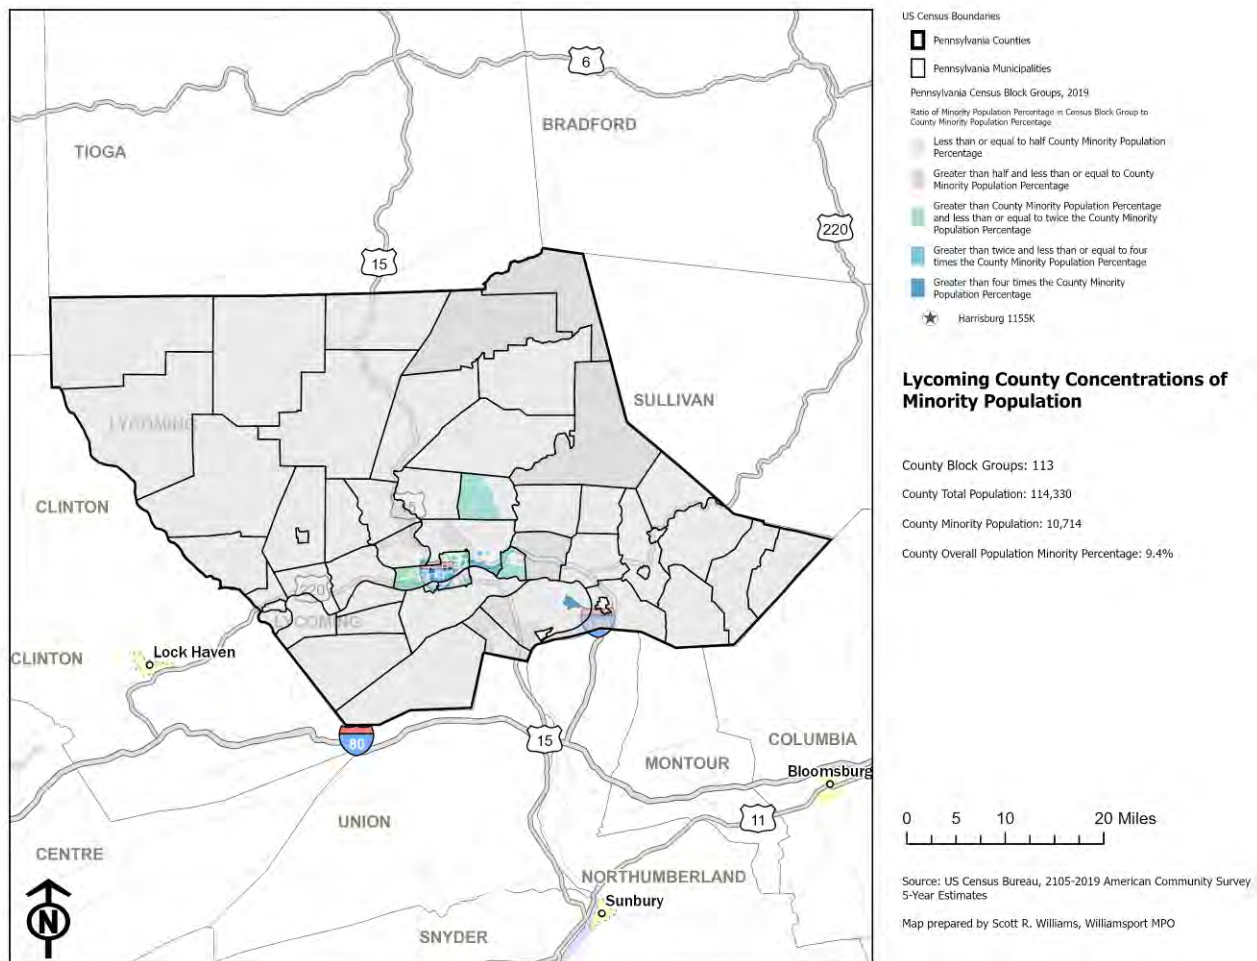 6
BRADFORD
TIOGA
220
15
SULLIVAN
LYCOMING
15
CLINTON
220
LYCOMING
CLINTON
Lock Haven
80
15
COLUMBIA
MONTOUR
Bloomsburg
11
UNION
CENTRE
NORTHUMBERLAND
Sunbury
SNYDER
N
US Census Boundaries
Pennsylvania Counties
Pennsylvania Municipalities
Pennsylvania Census Block Groups, 2019
Ratio of Minority Population Percentage in Census Block Group to
County Minority Population Percentage
Less than or equal to half County Minority Population
Percentage
Greater than half and less than or equal to County
Minority Population Percentage
Greater than County Minority Population Percentage
and less than or equal to twice the County Minority
Population Percentage
Greater than twice and less than or equal to four
times the County Minority Population Percentage
Greater than four times the County Minority
Population Percentage
Harrisburg 1155K
Lycoming County Concentrations of
Minority Population
County Block Groups: 113
County Total Population: 114,330
County Minority Population: 10,714
County Overall Population Minority Percentage: 9.4%
0 5 10 20 Miles
Source: US Census Bureau, 2105-2019 American Community Survey
5-Year Estimates
Map prepared by Scott R. Williams, Williamsport MPO